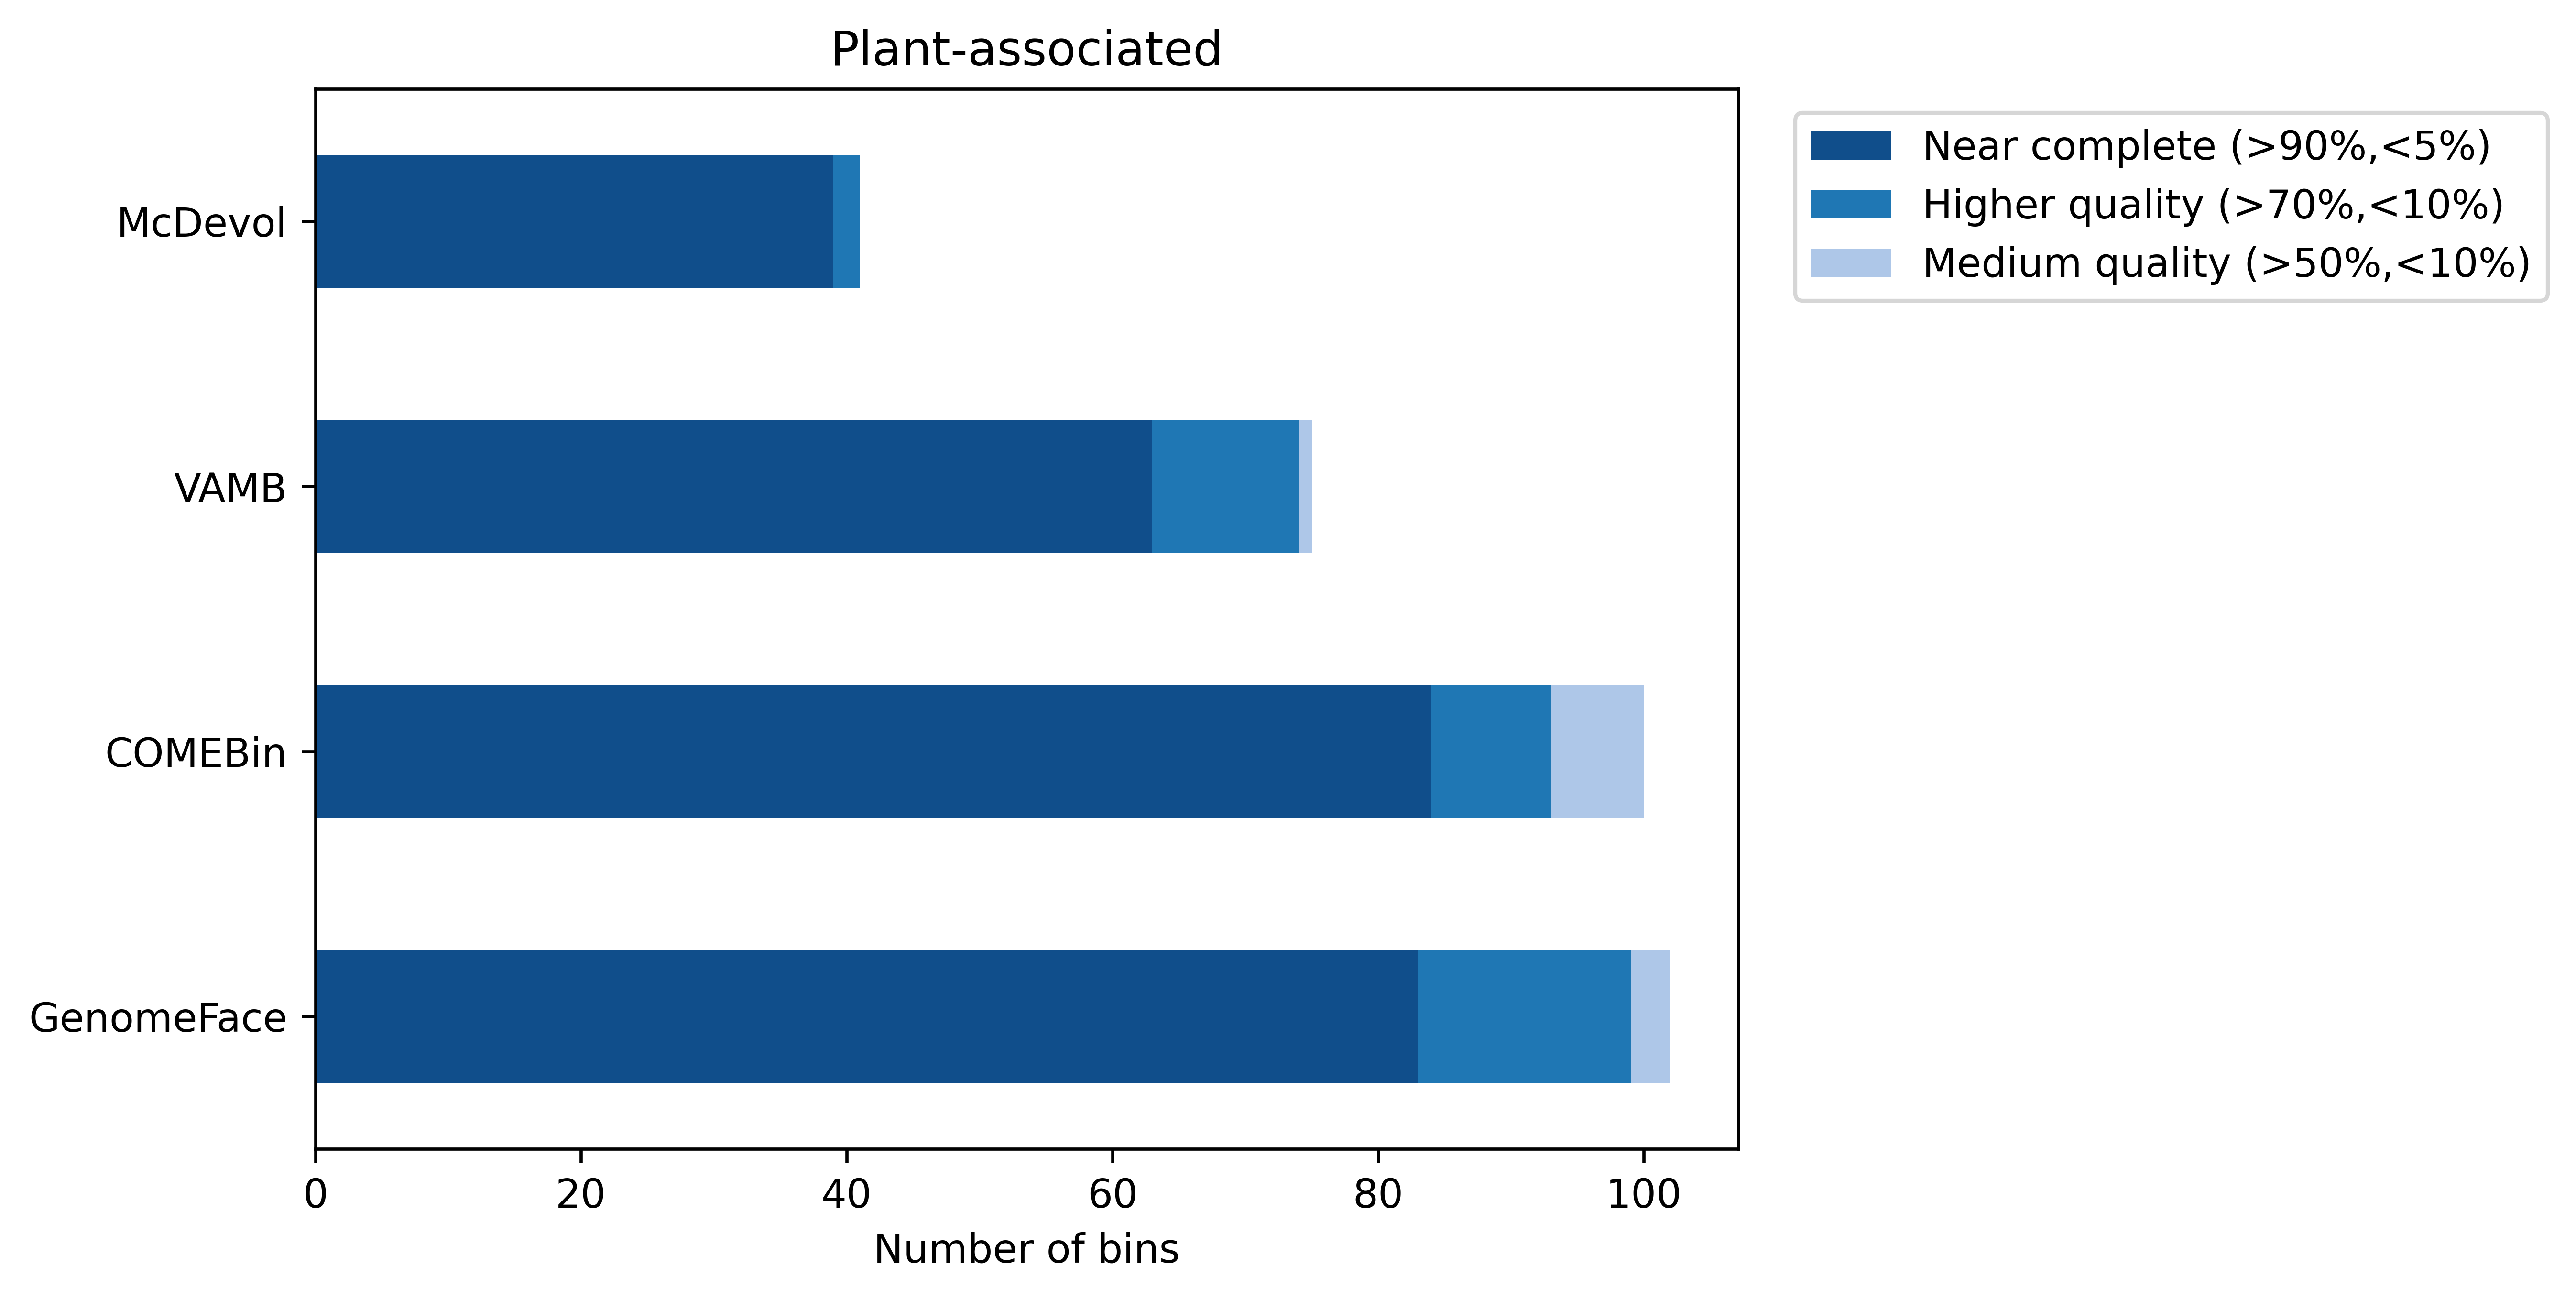 Plant-associated
Near complete (>90%,<5%)
Higher quality (>70%,<10%)
Medium quality (>50%,<10%)
McDevol
VAMB
COMEBin
GenomeFace
0 20 40 60 80 100
Number of bins